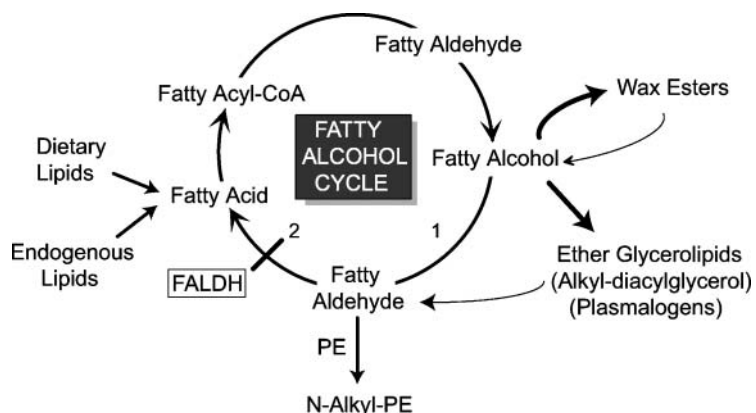 Fatty Aldehyde
Fatty Acyl-CoA
Wax Esters
FATTY
ALCOHOL
CYCLE
Dietary
Lipids
Fatty Alcohol
Fatty Acid
Endogenous
Lipids
2
1
FALDH
Fatty
Aldehyde
Ether Glycerolipids
(Alkyl-diacylglycerol)
(Plasmalogens)
PE
N-Alkyl-PE